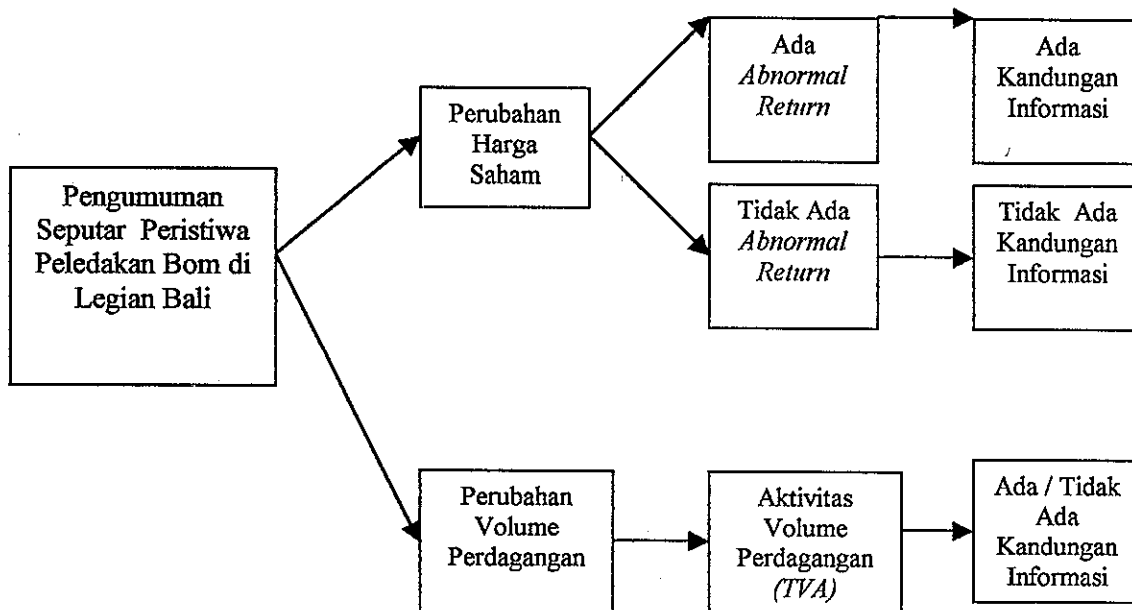 Pengumuman
Seputar Peristiwa
Peledakan Bom di
Legian Bali
Perubahan
Harga
Saham
Ada
Abnormal
Return
Ada
Kandungan
Informasi
Tidak Ada
Abnormal
Return
Tidak Ada
Kandungan
Informasi
Perubahan
Volume
Perdagangan
Aktivitas
Volume
Perdagangan
(TVA)
Ada / Tidak
Ada
Kandungan
Informasi